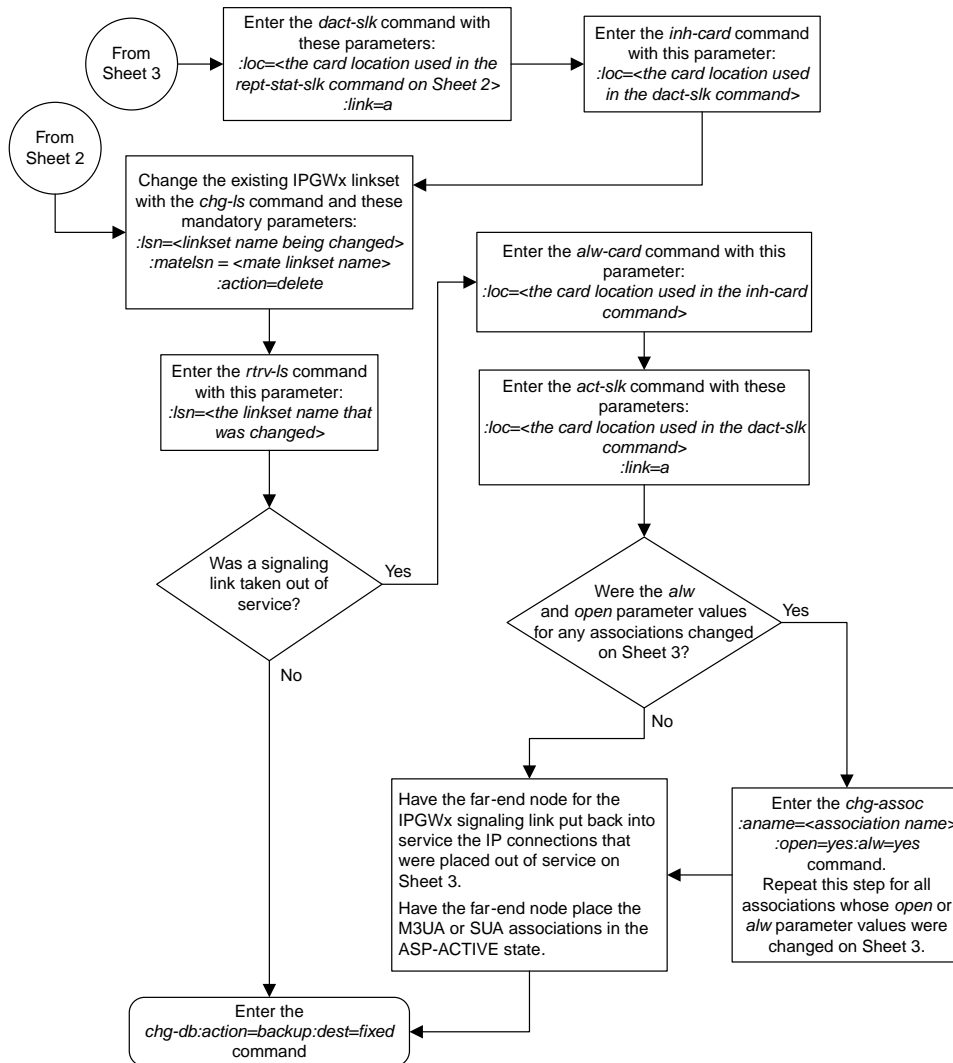 From
Sheet 3
Enter the dact-slk command with
these parameters:
:loc=<the card location used in the
rept-stat-slk command on Sheet 2>
:link=a
Enter the inh-card command
with this parameter:
:loc=<the card location used
in the dact-slk command>
From
Sheet 2
Change the existing IPGWx linkset
with the chg-ls command and these
mandatory parameters:
:lsn=<linkset name being changed>
:matelsn = <mate linkset name>
:action=delete
Enter the rtrv-ls command
with this parameter:
:lsn=<the linkset name that
was changed>
Was a signaling
link taken out of
service?
Yes
No
Enter the alw-card command with this
parameter:
:loc=<the card location used in the inh-card
command>
Enter the act-slk command with these
parameters:
:loc=<the card location used in the dact-slk
command>
:link=a
Were the alw
and open parameter values
for any associations changed
on Sheet 3?
Yes
No
Have the far-end node for the
IPGWx signaling link put back into
service the IP connections that
were placed out of service on
Sheet 3.
Have the far-end node place the
M3UA or SUA associations in the
ASP-ACTIVE state.
Enter the chg-assoc
:aname=<association name>
:open=yes:alw=yes
command.
Repeat this step for all
associations whose open or
alw parameter values were
changed on Sheet 3.
Enter the
chg-db:action=backup:dest=fixed
command